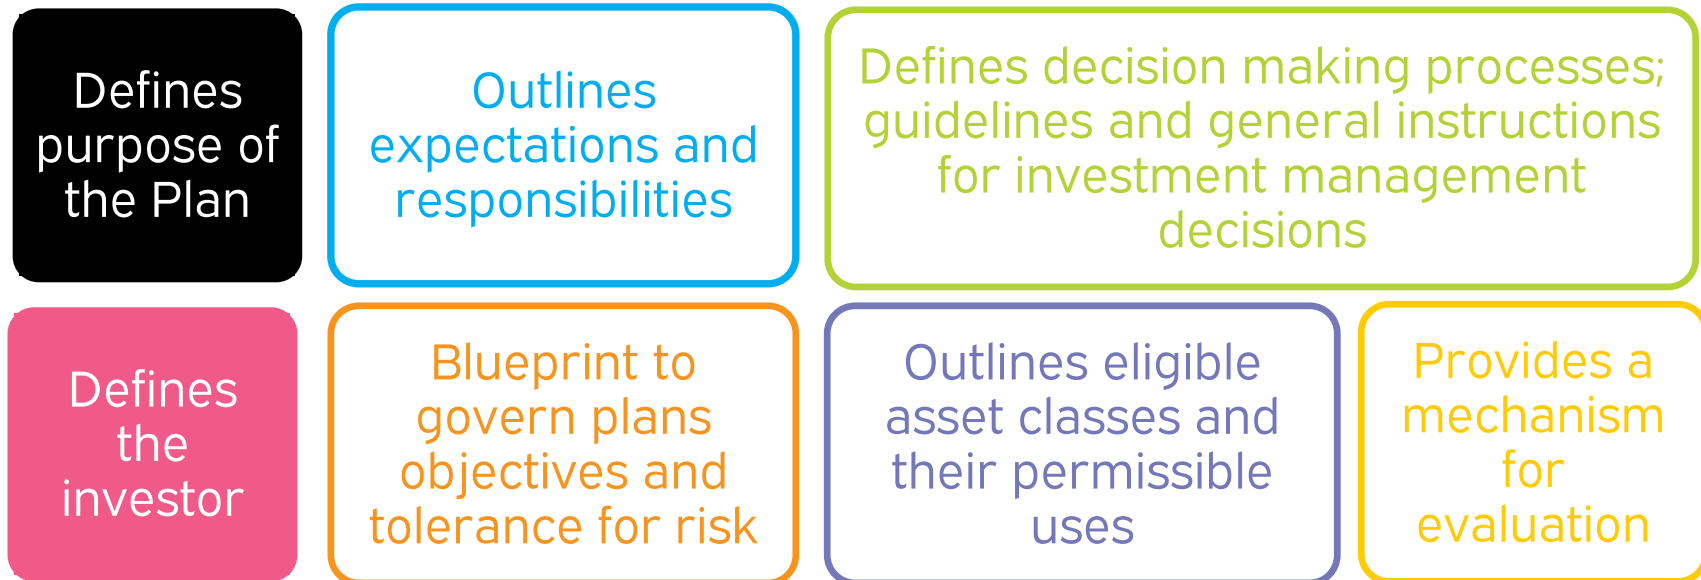 Defines
purpose of
the Plan
Outlines
expectations and
responsibilities
Defines decision making processes;
guidelines and general instructions
for investment management
decisions
Defines
the
investor
Blueprint to
govern plans
objectives and
tolerance for risk
Outlines eligible
asset classes and
their permissible
uses
Provides a
mechanism
for
evaluation